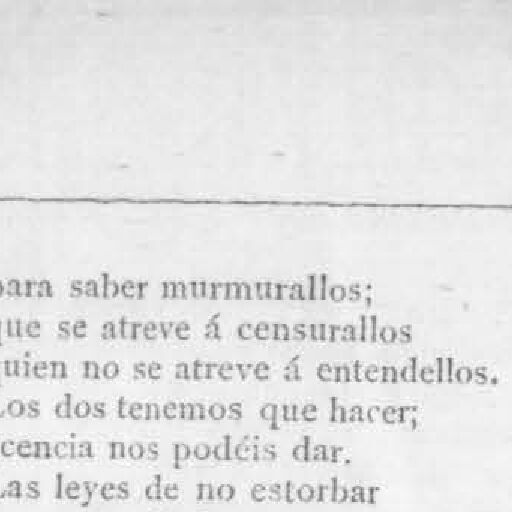 para saber murmurallos;
que se atreve á censurallos
quien no se atreve á entendellos.
Los dos tenemos que hacer;
licencia nos podéis dar.
Las leyes de no estorbar